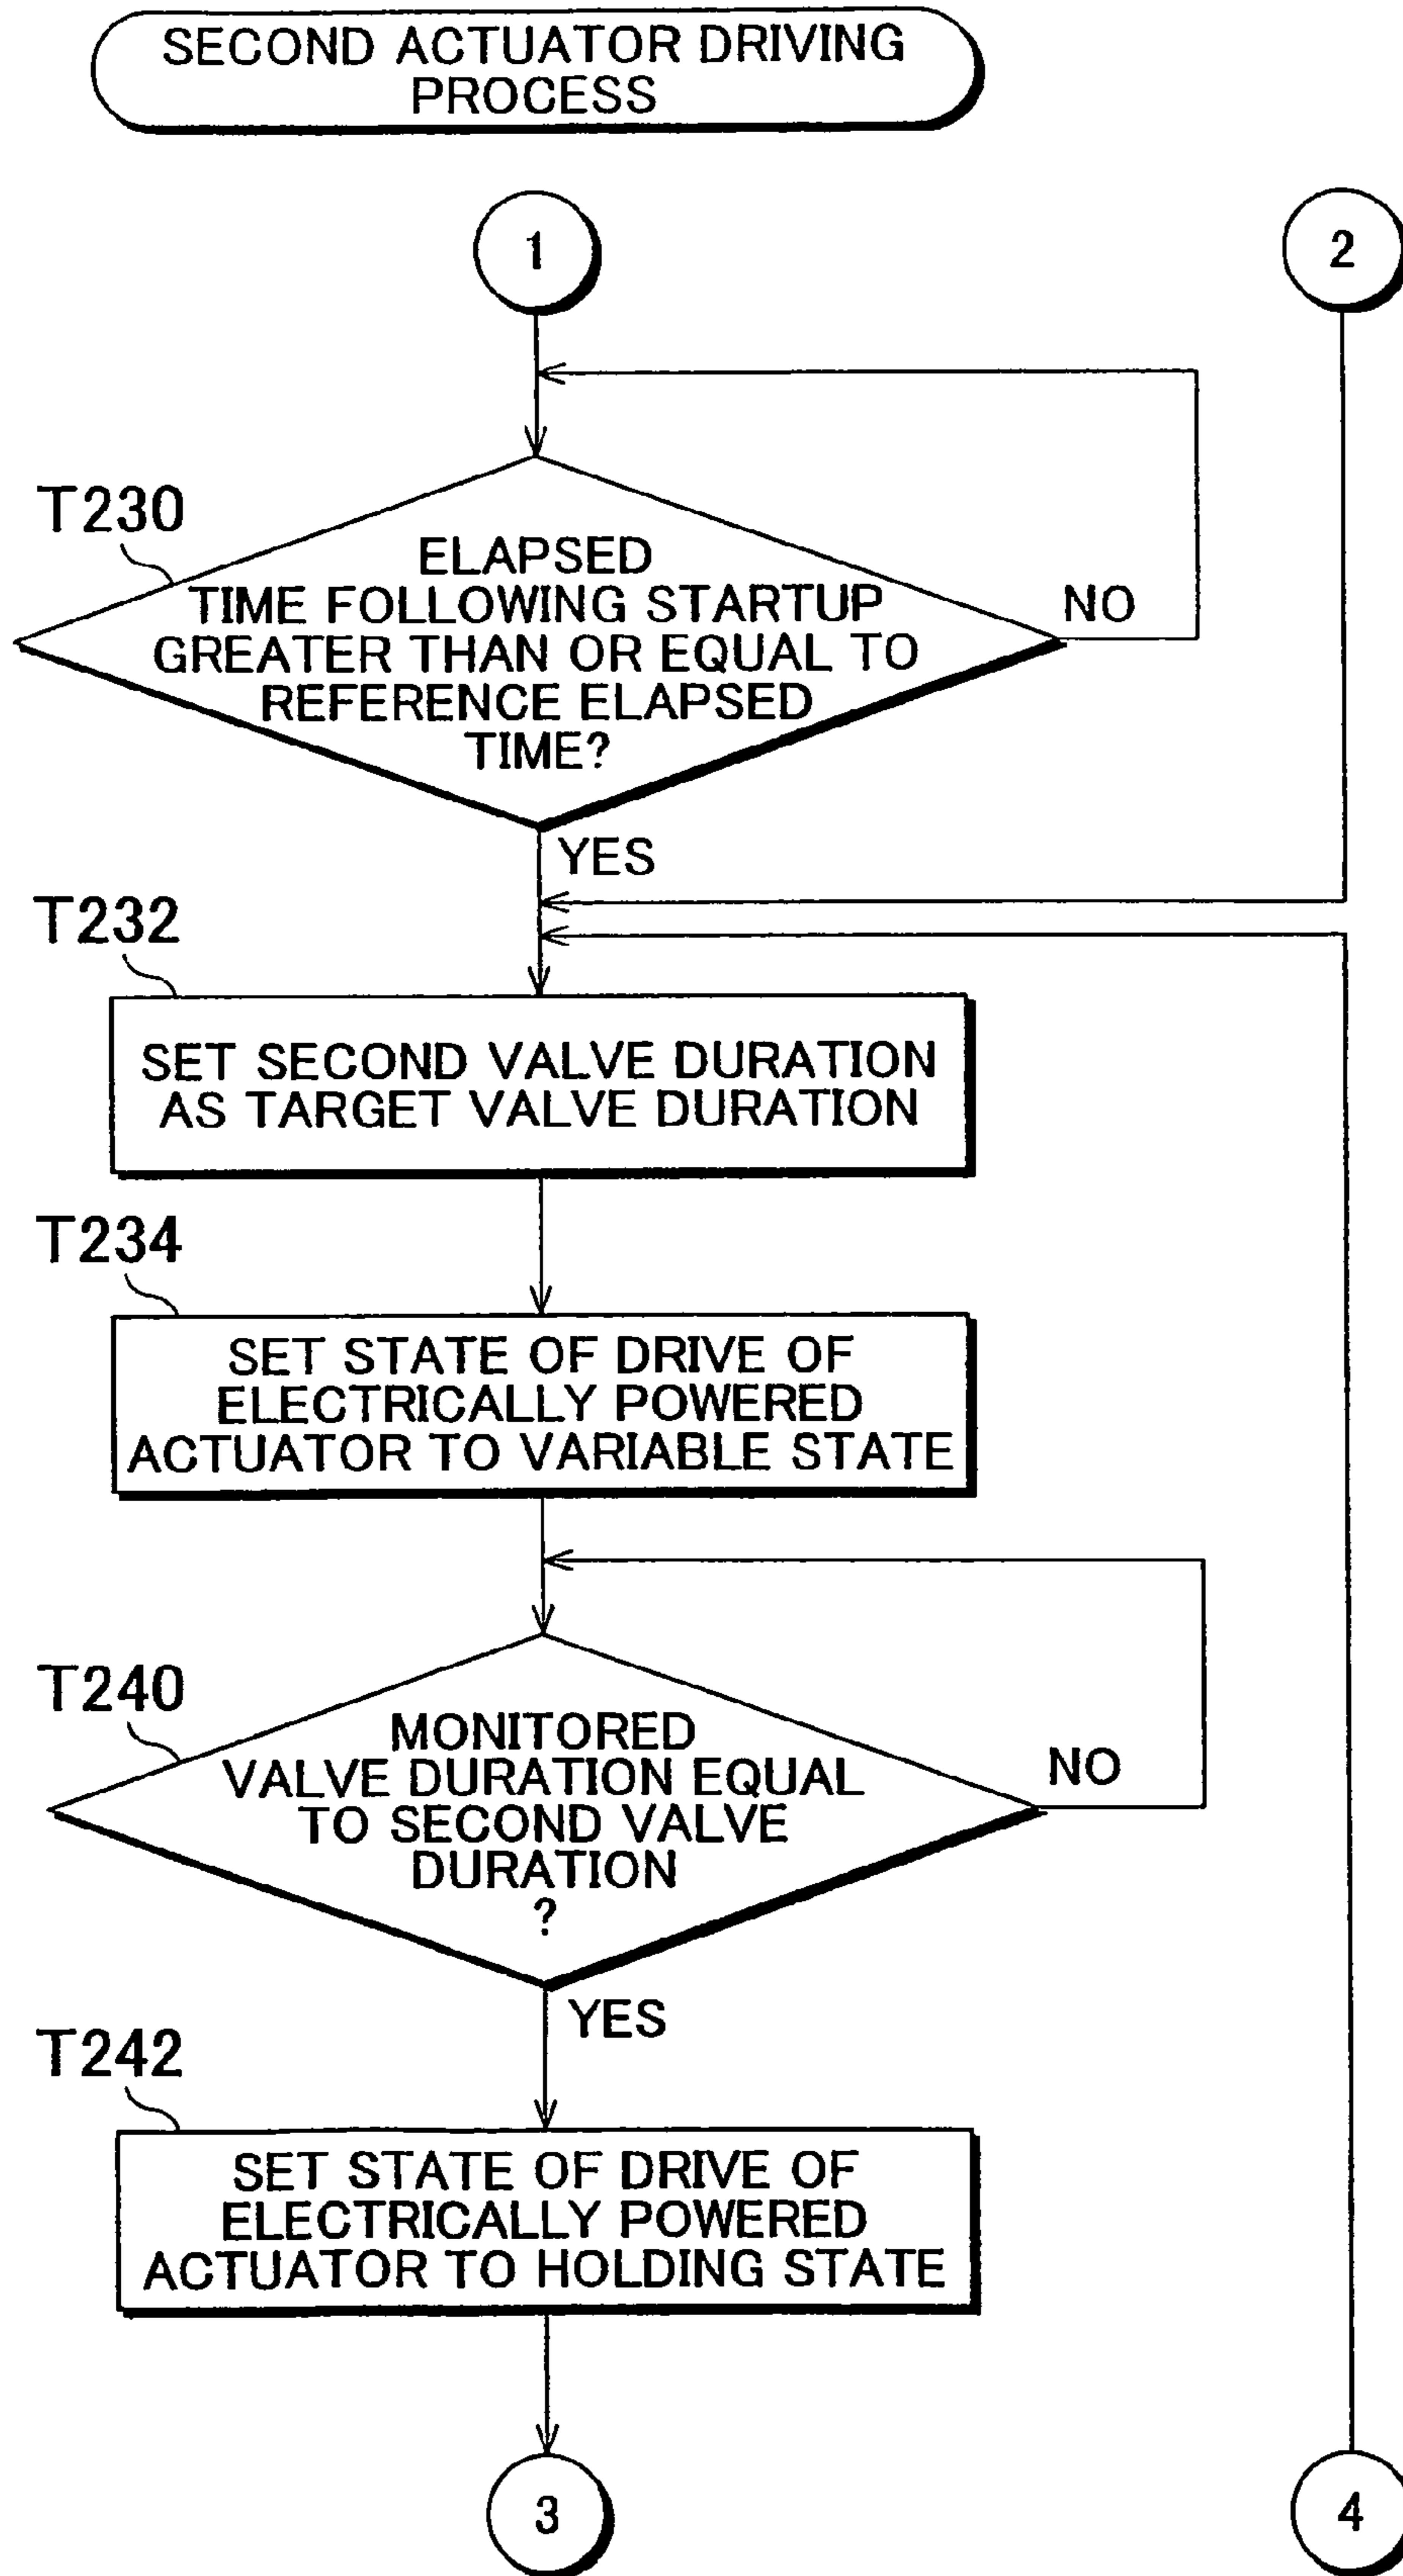 SECOND ACTUATOR DRIVING
PROCESS
1
2
T230
ELAPSED
TIME FOLLOWING STARTUP
GREATER THAN OR EQUAL TO
REFERENCE ELAPSED
TIME?
NO
YES
T232
SET SECOND VALVE DURATION
AS TARGET VALVE DURATION
T234
SET STATE OF DRIVE OF
ELECTRICALLY POWERED
ACTUATOR TO VARIABLE STATE
T240
MONITORED
VALVE DURATION EQUAL
TO SECOND VALVE
DURATION
?
NO
YES
T242
SET STATE OF DRIVE OF
ELECTRICALLY POWERED
ACTUATOR TO HOLDING STATE
3
4